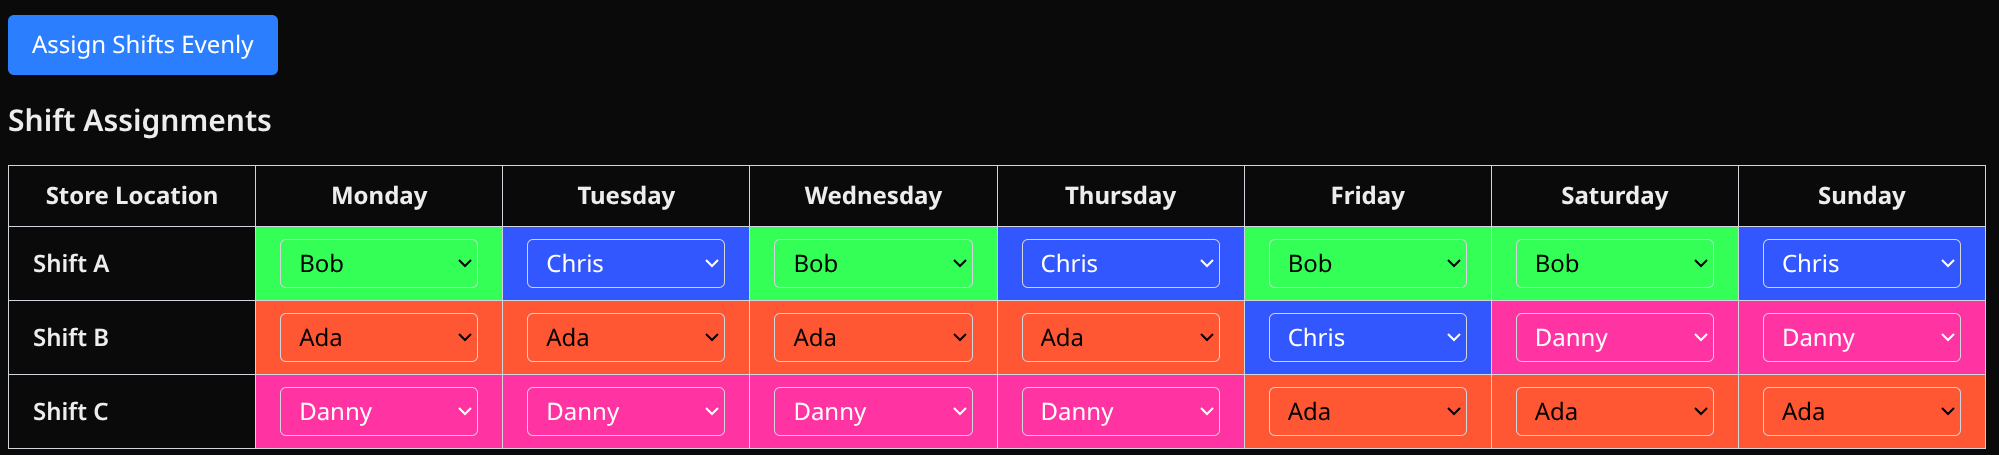 Assign Shifts Evenly
Shift Assignments
Store Location Monday Tuesday Wednesday Thursday Friday Saturday Sunday
Shift A Bob Chris Bob Chris Bob Bob Chris
Shift B Ada Ada Ada Ada Chris Danny Danny
Shift C Danny Danny Danny Danny Ada Ada Ada